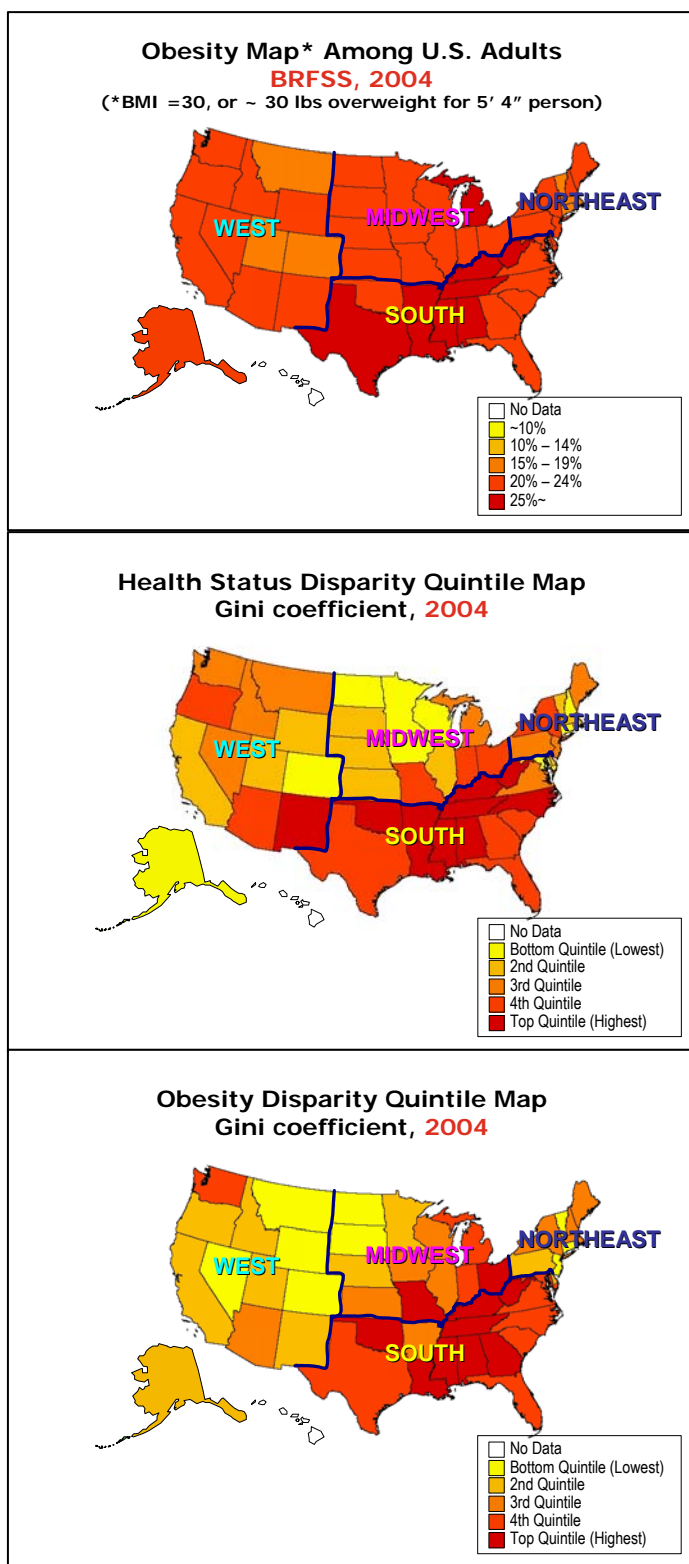 Obesity Map* Among U.S. Adults
BRFSS, 2004
(*BMI =30, or ~ 30 lbs overweight for 5’ 4” person)
NORTHEAST
MIDWEST
WEST
SOUTH
No Data
~10%
10% – 14%
15% – 19%
20% – 24%
25%~
Health Status Disparity Quintile Map
Gini coefficient, 2004
NORTHEAST
MIDWEST
WEST
SOUTH
No Data
Bottom Quintile (Lowest)
2nd Quintile
3rd Quintile
4th Quintile
Top Quintile (Highest)
Obesity Disparity Quintile Map
Gini coefficient, 2004
NORTHEAST
MIDWEST
WEST
SOUTH
No Data
Bottom Quintile (Lowest)
2nd Quintile
3rd Quintile
4th Quintile
Top Quintile (Highest)